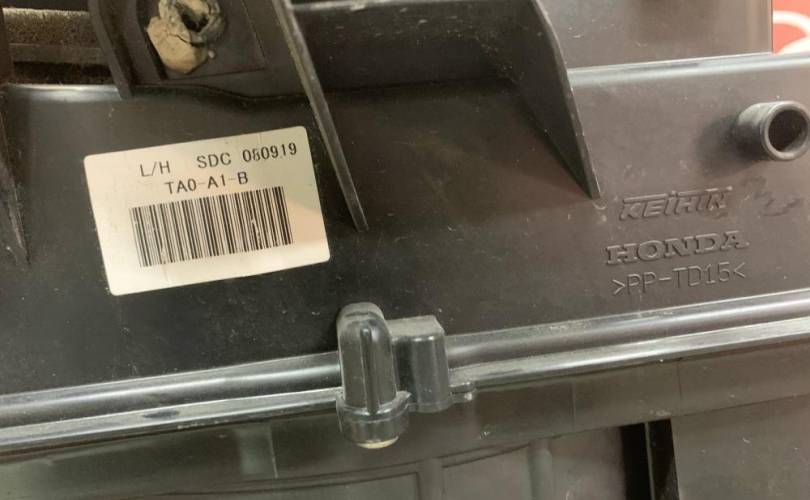 L/H SDC 080919
TA0-A1-B
KEIHIN
HONDA
>PP-TD15<